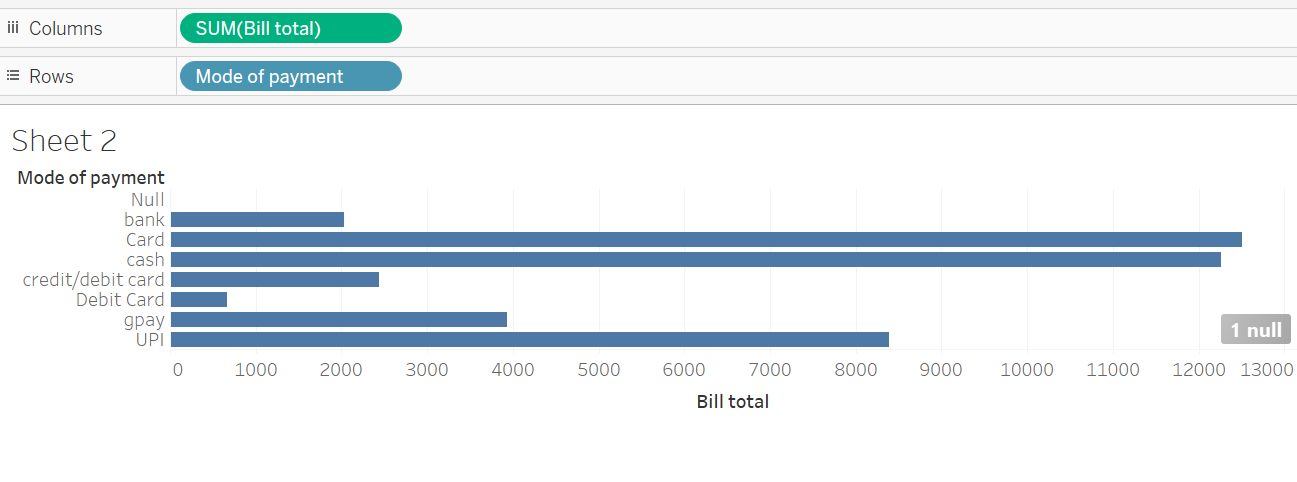 Columns SUM(Bill total)
Rows Mode of payment
Sheet 2
Mode of payment
Null
bank
Card
cash
credit/debit card
Debit Card
gpay
UPI
1 null
0 1000 2000 3000 4000 5000 6000 7000 8000 9000 10000 11000 12000 13000
Bill total